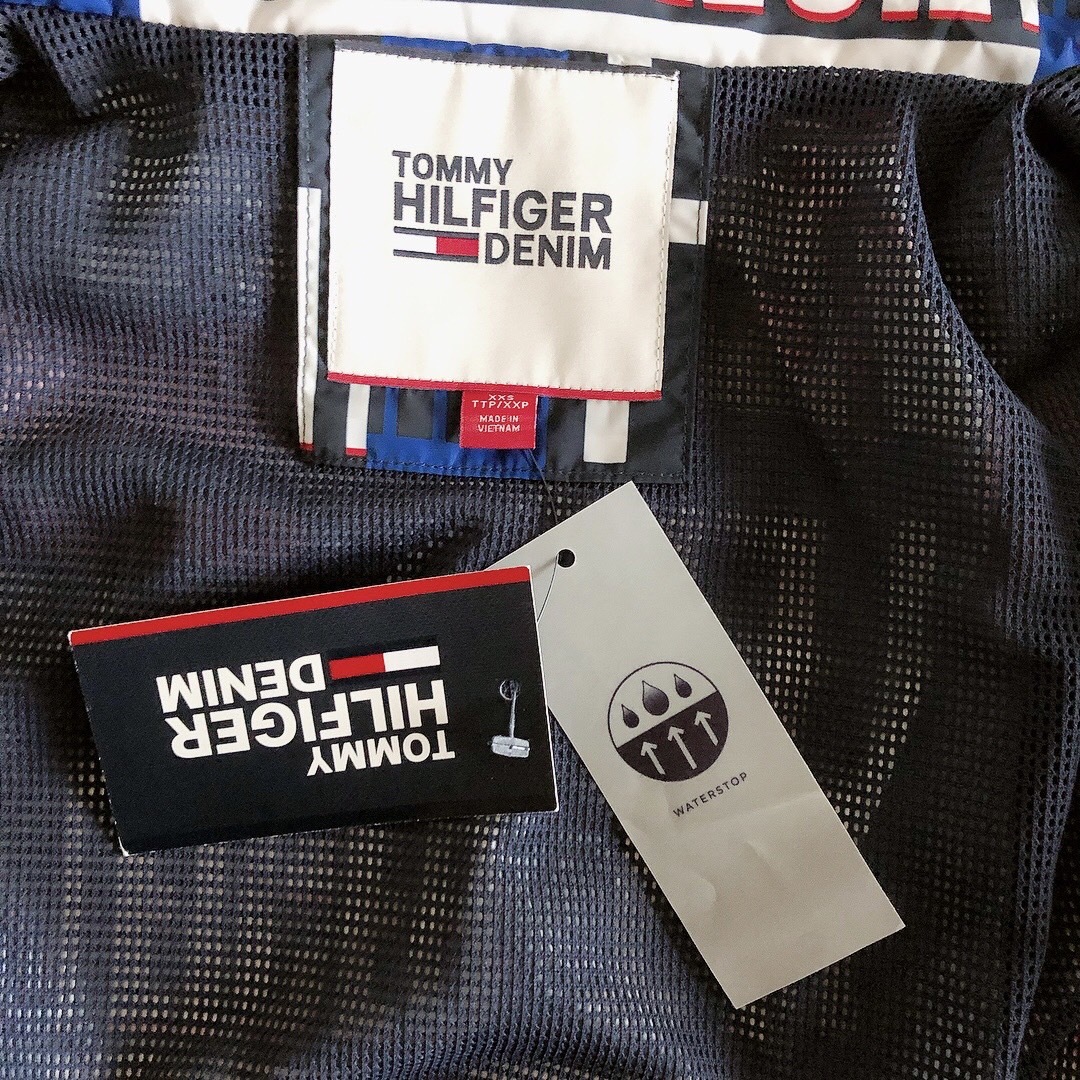 TOMMY
HILFIGER
DENIM
XXS
TTP/XXP
MADE IN
VIETNAM
TOMMY
HILFIGER
DENIM
WATERSTOP